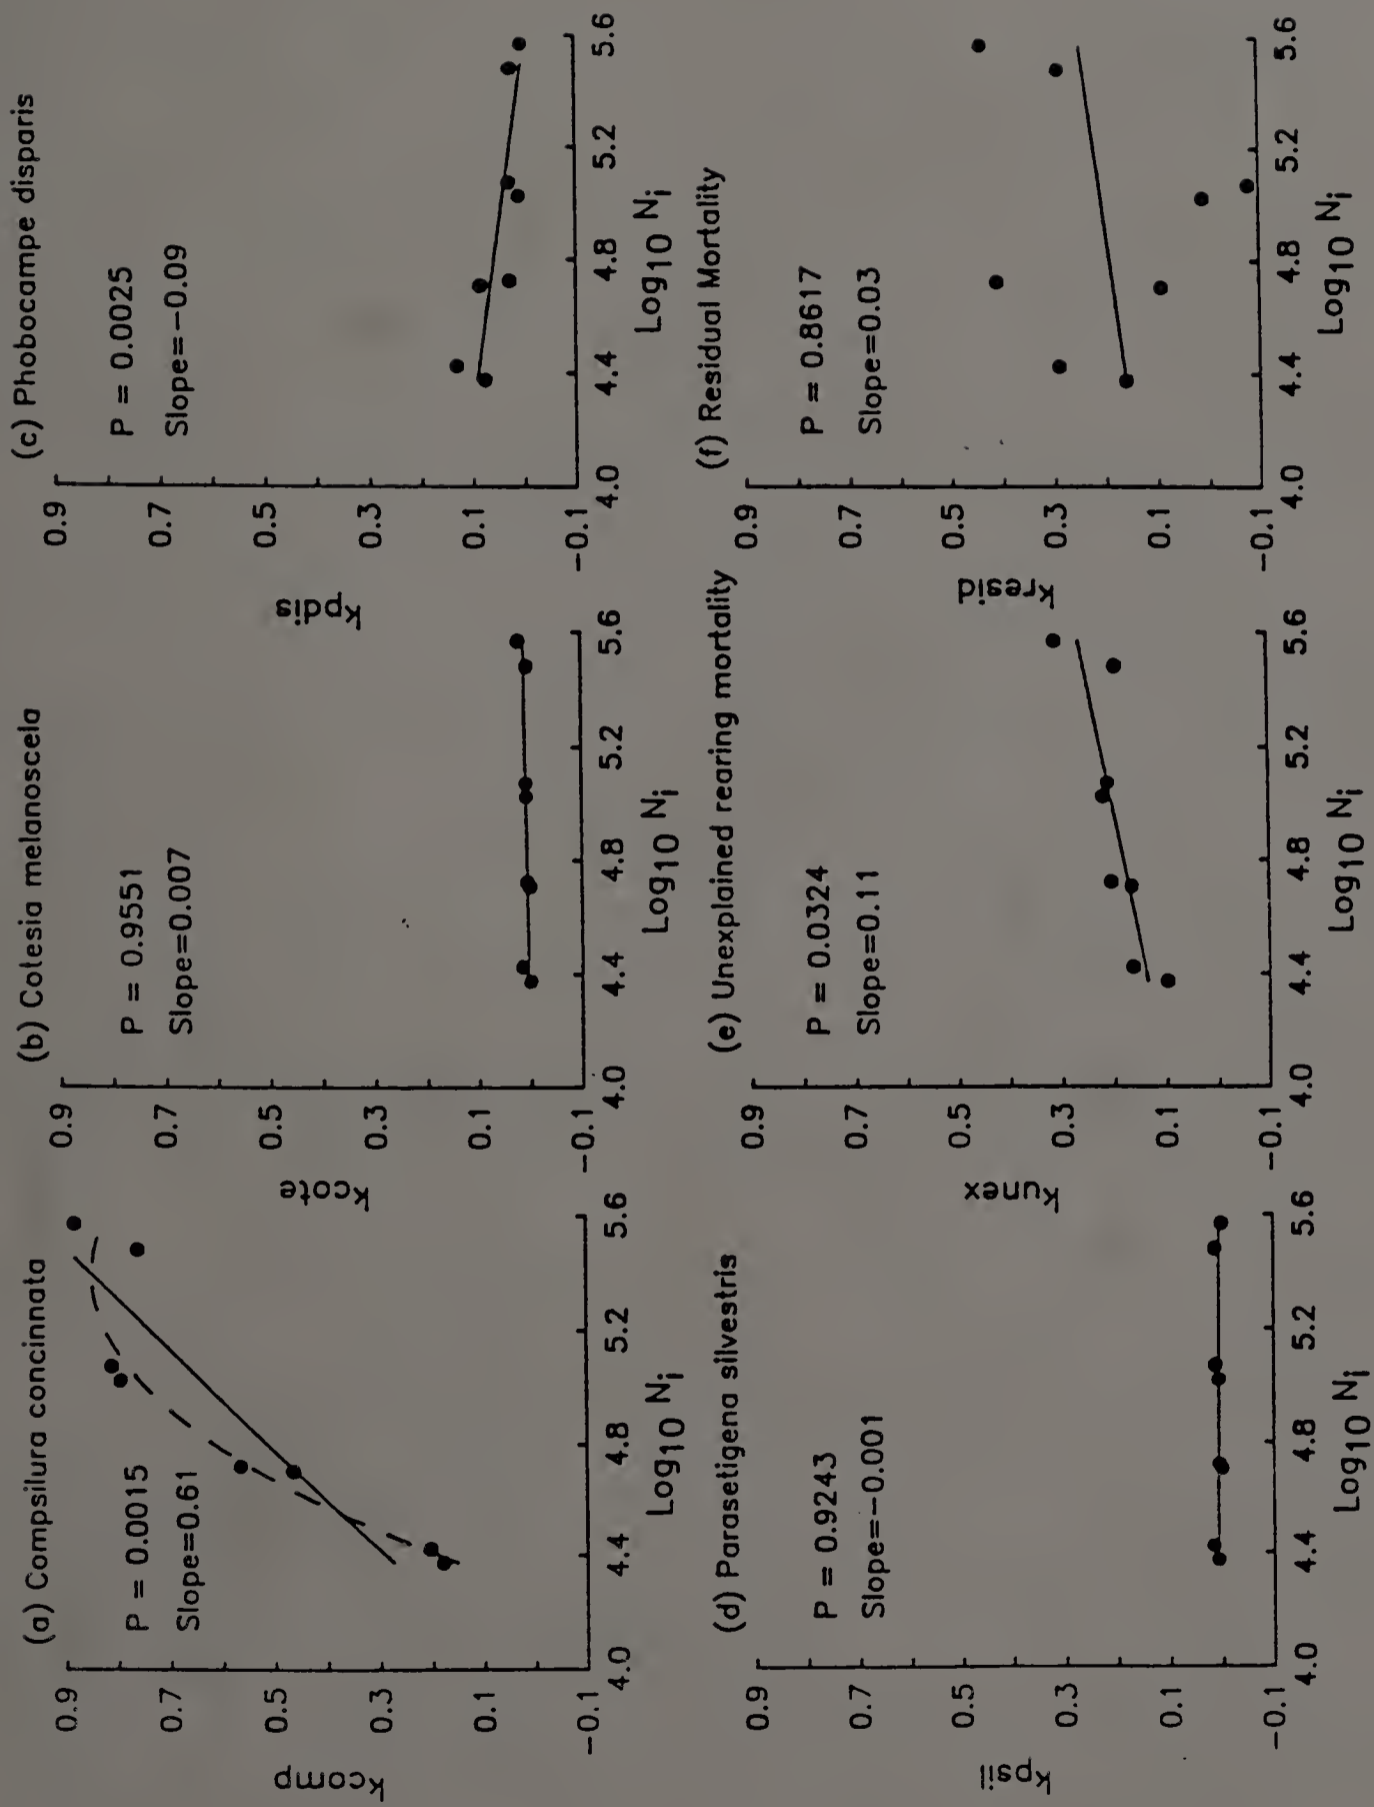 (a) Compsilura concinnata
P = 0.0015
Slope=0.61
Kcomp
0.9
0.7
0.5
0.3
0.1
−0.1
4.0
4.4
4.8
5.2
5.6
Log10 Ni
(b) Cotesia melanoscela
P = 0.9551
Slope=0.007
Kcote
0.9
0.7
0.5
0.3
0.1
−0.1
4.0
4.4
4.8
5.2
5.6
Log10 Ni
(c) Phobocampe disparis
P = 0.0025
Slope=−0.09
Kpdis
0.9
0.7
0.5
0.3
0.1
−0.1
4.0
4.4
4.8
5.2
5.6
Log10 Ni
(d) Parasetigena silvestris
P = 0.9243
Slope=−0.001
Kpsil
0.9
0.7
0.5
0.3
0.1
−0.1
4.0
4.4
4.8
5.2
5.6
Log10 Ni
(e) Unexplained rearing mortality
P = 0.0324
Slope=0.11
Kunex
0.9
0.7
0.5
0.3
0.1
−0.1
4.0
4.4
4.8
5.2
5.6
Log10 Ni
(f) Residual Mortality
P = 0.8617
Slope=0.03
Kresid
0.9
0.7
0.5
0.3
0.1
−0.1
4.0
4.4
4.8
5.2
5.6
Log10 Ni